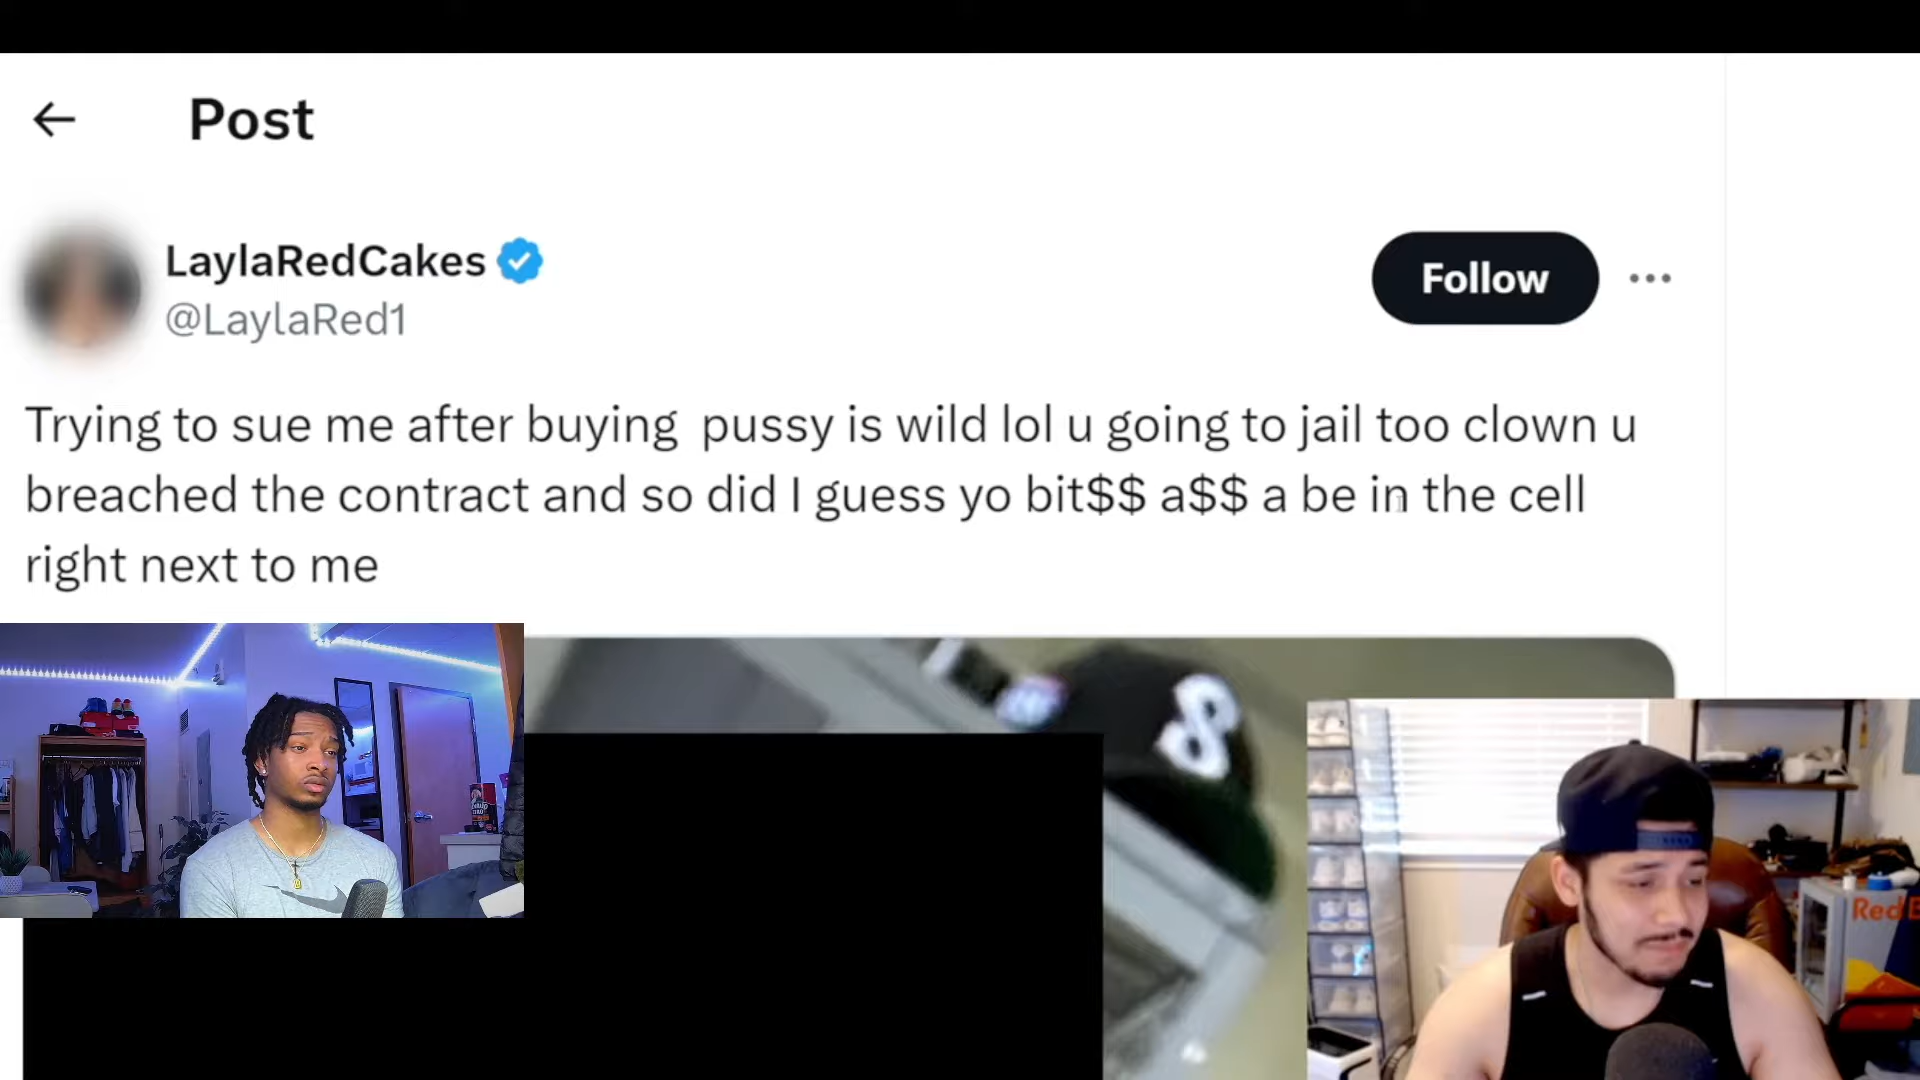 Post
LaylaRedCakes
@LaylaRed1
Follow
Trying to sue me after buying pussy is wild lol u going to jail too clown u
breached the contract and so did I guess yo bit$$ a$$ a be in the cell
right next to me
Red